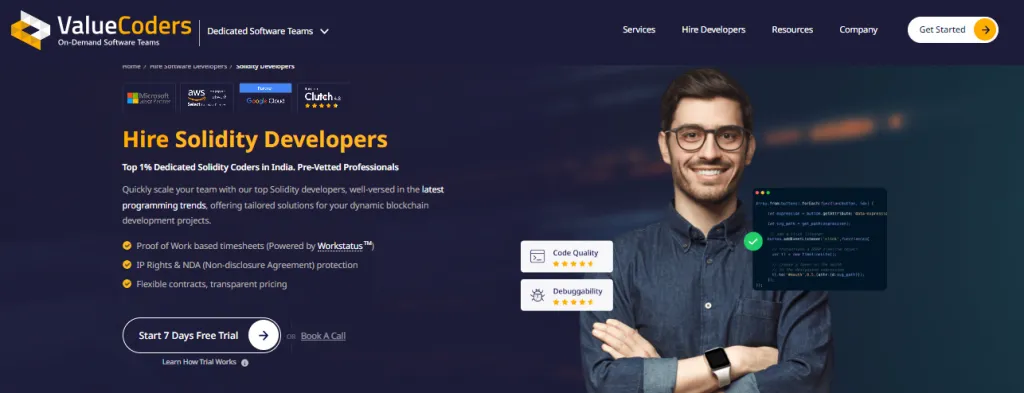 ValueCoders
On-Demand Software Teams
Dedicated Software Teams
Services
Hire Developers
Resources
Company
Get Started
Home / Hire Software Developers / Solidity Developers
Microsoft
aws
Select
Google Cloud
Clutch
Hire Solidity Developers
Top 1% Dedicated Solidity Coders in India. Pre-Vetted Professionals
Quickly scale your team with our top Solidity developers, well-versed in the latest
programming trends, offering tailored solutions for your dynamic blockchain
development projects.
Proof of Work based timesheets (Powered by Workstatus™)
IP Rights & NDA (Non-disclosure Agreement) protection
Flexible contracts, transparent pricing
Start 7 Days Free Trial
OR
Book A Call
Learn How Trial Works
Code Quality
Debuggability